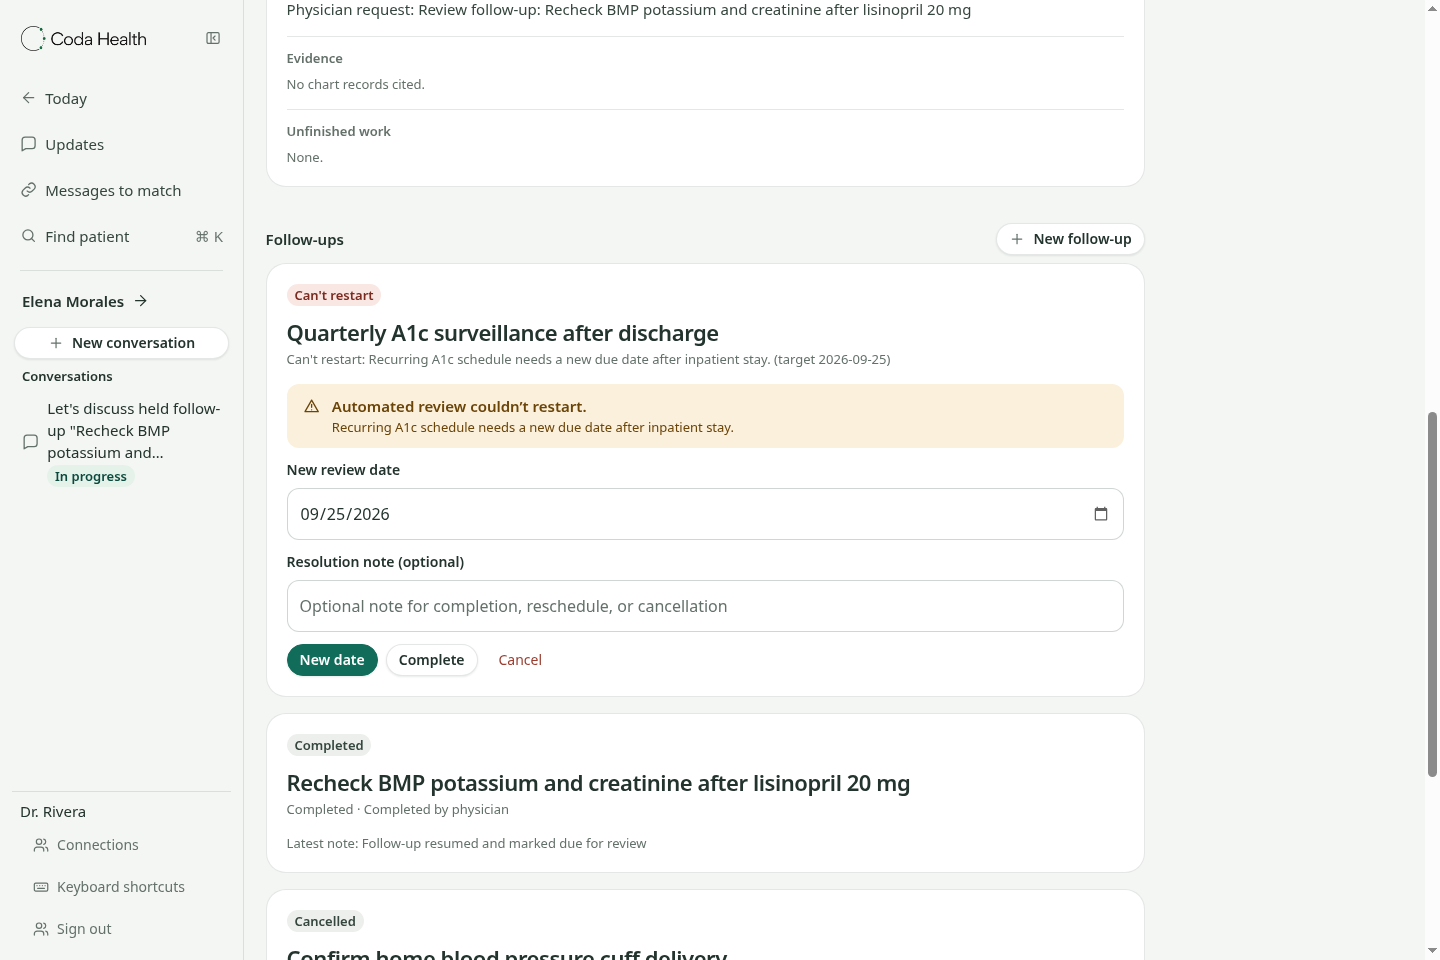 Coda Health
Today
Updates
Messages to match
Find patient ⌘ K
Elena Morales
New conversation
Conversations
Let's discuss held follow-
up "Recheck BMP
potassium and...
In progress
Dr. Rivera
Connections
Keyboard shortcuts
Sign out
Physician request: Review follow-up: Recheck BMP potassium and creatinine after lisinopril 20 mg
Evidence
No chart records cited.
Unfinished work
None.
Follow-ups
New follow-up
Can't restart
Quarterly A1c surveillance after discharge
Can't restart: Recurring A1c schedule needs a new due date after inpatient stay. (target 2026-09-25)
Automated review couldn’t restart.
Recurring A1c schedule needs a new due date after inpatient stay.
New review date
09/25/2026
Resolution note (optional)
Optional note for completion, reschedule, or cancellation
New date
Complete
Cancel
Completed
Recheck BMP potassium and creatinine after lisinopril 20 mg
Completed · Completed by physician
Latest note: Follow-up resumed and marked due for review
Cancelled
Confirm home blood pressure cuff delivery